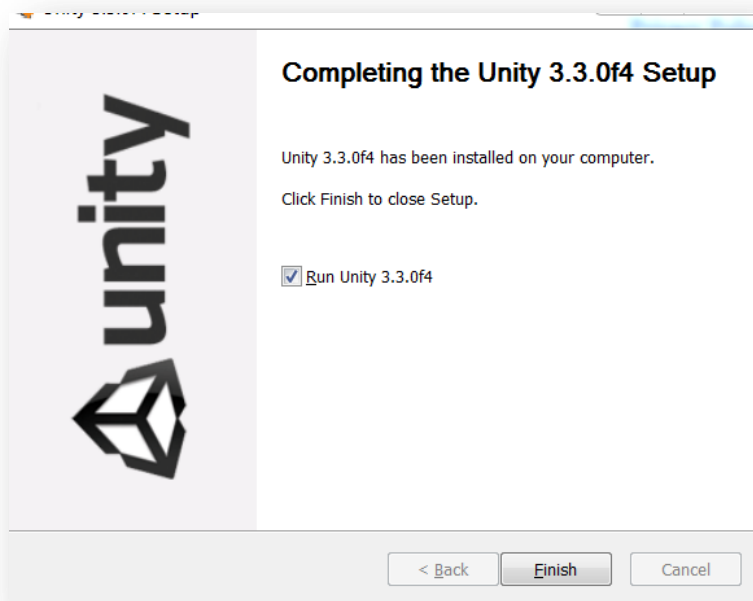 Completing the Unity 3.3.0f4 Setup
Unity 3.3.0f4 has been installed on your computer.
Click Finish to close Setup.
Run Unity 3.3.0f4
unity
< Back
Finish
Cancel